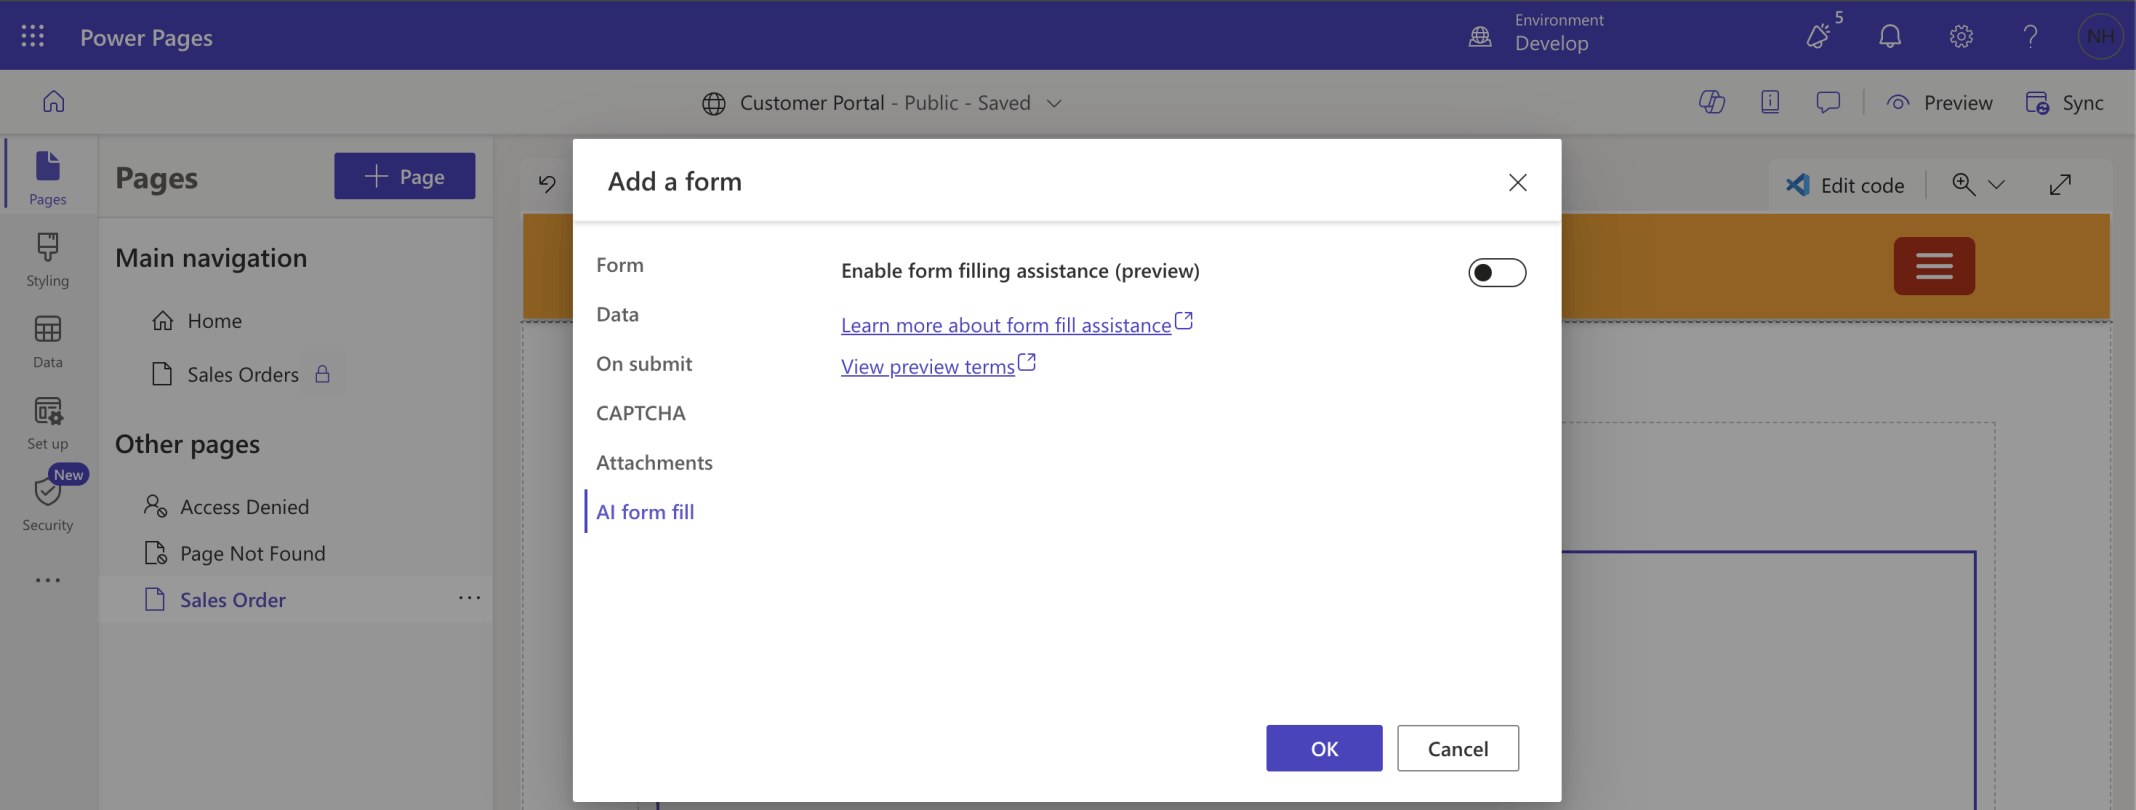 Power Pages
Environment
Develop
5
NH
Customer Portal - Public - Saved
Preview
Sync
Pages
Styling
Data
Set up
New
Security
Pages
Page
Main navigation
Home
Sales Orders
Other pages
Access Denied
Page Not Found
Sales Order
Edit code
Add a form
Form
Data
On submit
CAPTCHA
Attachments
AI form fill
Enable form filling assistance (preview)
Learn more about form fill assistance
View preview terms
OK
Cancel